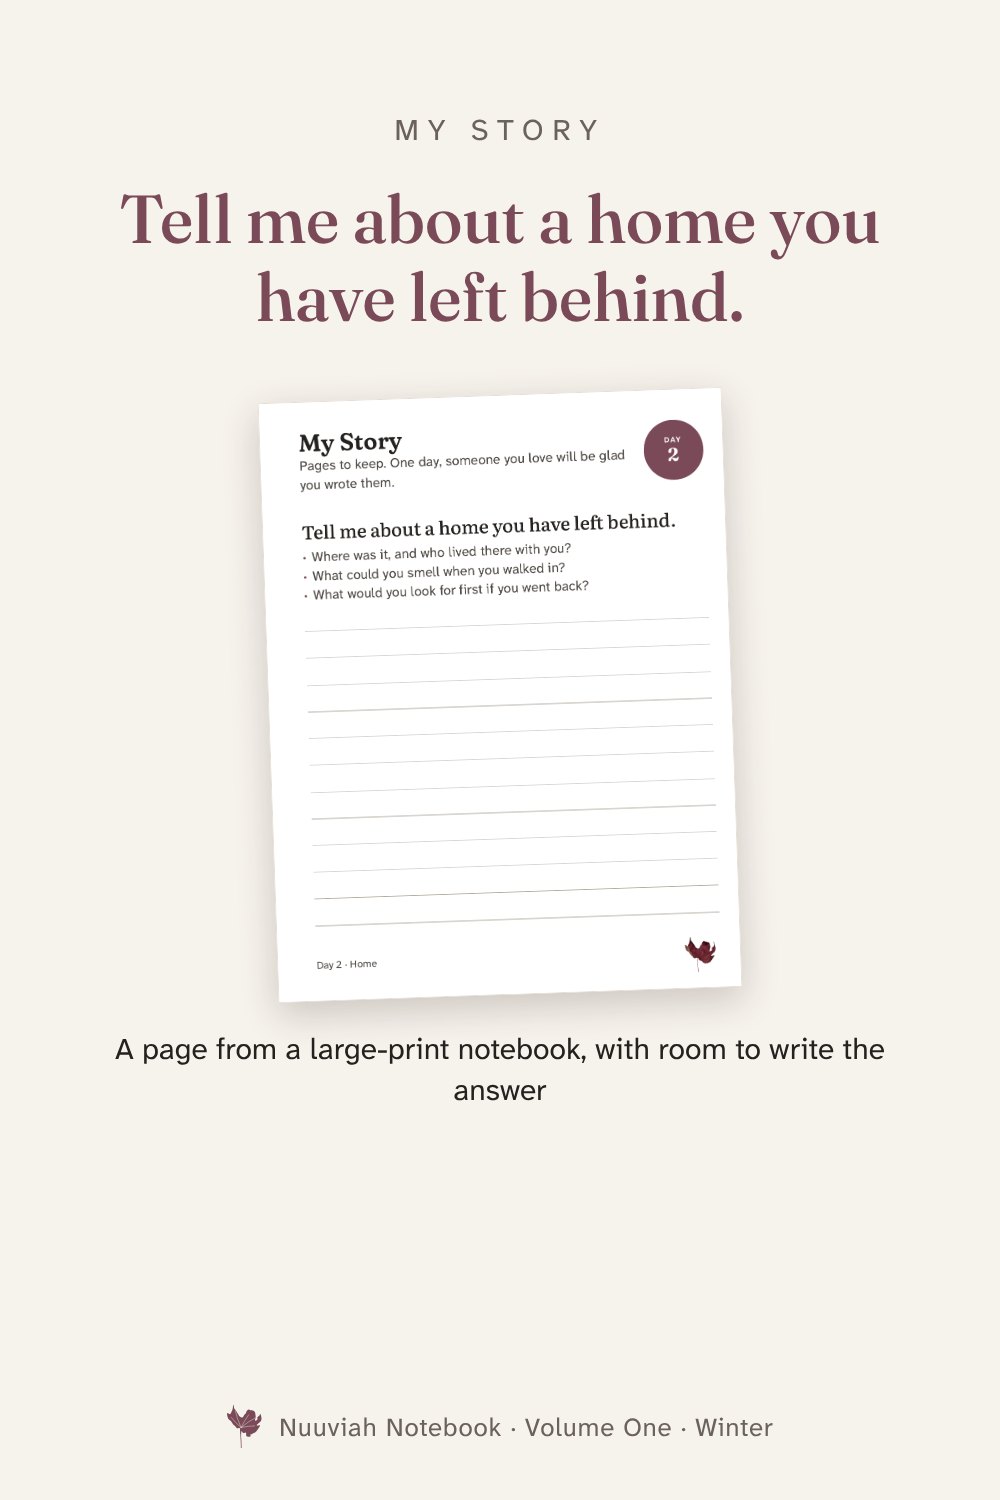 MY STORY
Tell me about a home you
have left behind.
My Story
Pages to keep. One day, someone you love will be glad
you wrote them.
DAY
2
Tell me about a home you have left behind.
· Where was it, and who lived there with you?
· What could you smell when you walked in?
· What would you look for first if you went back?
Day 2 · Home
A page from a large-print notebook, with room to write the
answer
Nuuviah Notebook · Volume One · Winter